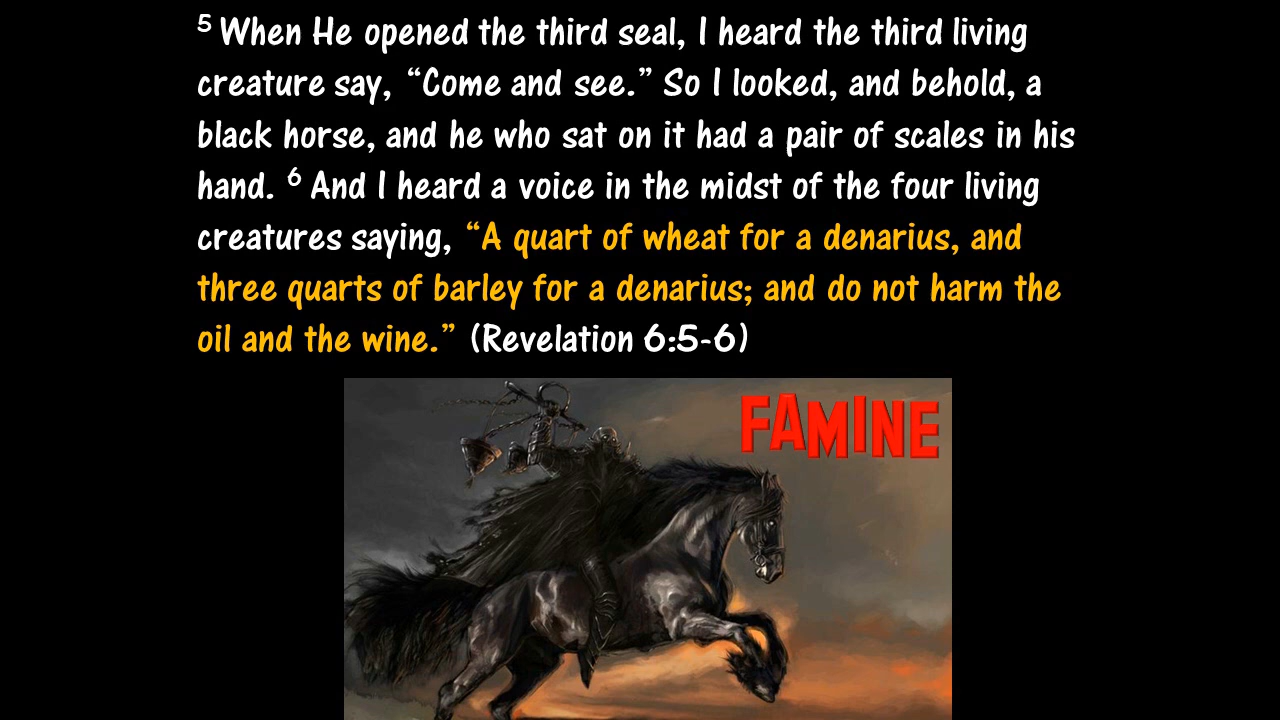 5 When He opened the third seal, I heard the third living
creature say, “Come and see.” So I looked, and behold, a
black horse, and he who sat on it had a pair of scales in his
hand. 6 And I heard a voice in the midst of the four living
creatures saying, “A quart of wheat for a denarius, and
three quarts of barley for a denarius; and do not harm the
oil and the wine.” (Revelation 6:5-6)
FAMINE